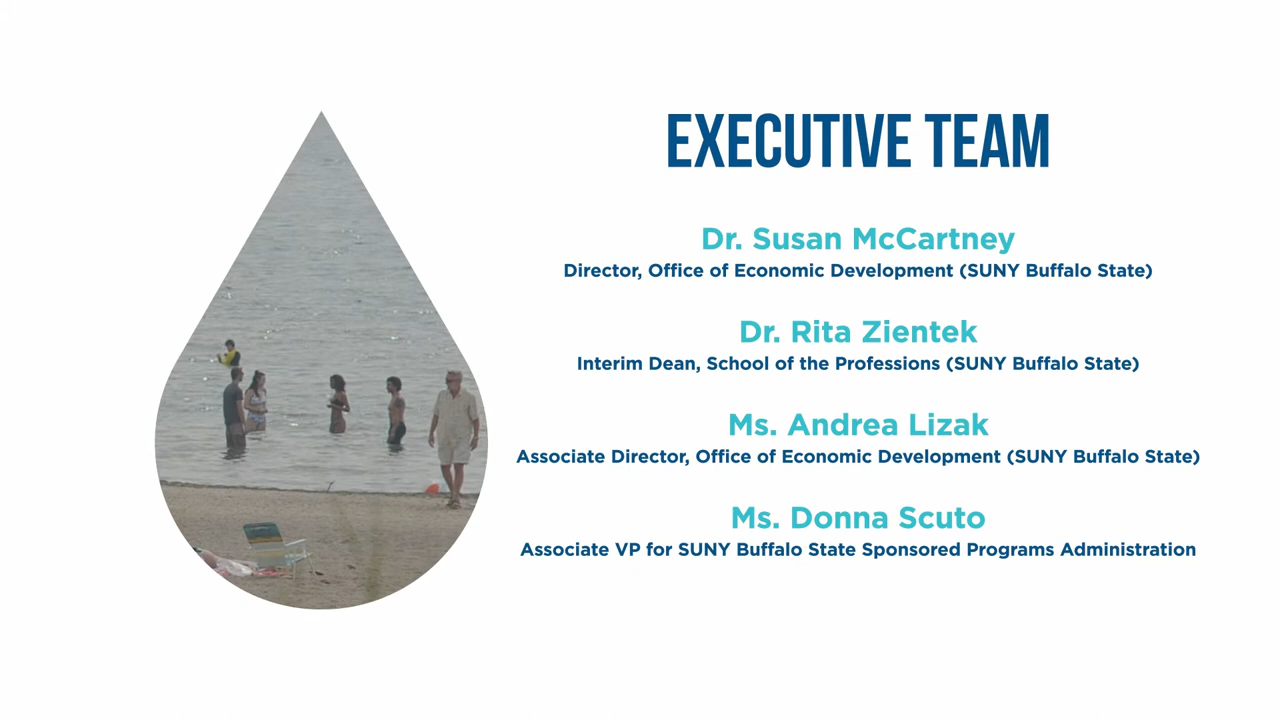 EXECUTIVE TEAM
Dr. Susan McCartney
Director, Office of Economic Development (SUNY Buffalo State)
Dr. Rita Zientek
Interim Dean, School of the Professions (SUNY Buffalo State)
Ms. Andrea Lizak
Associate Director, Office of Economic Development (SUNY Buffalo State)
Ms. Donna Scuto
Associate VP for SUNY Buffalo State Sponsored Programs Administration